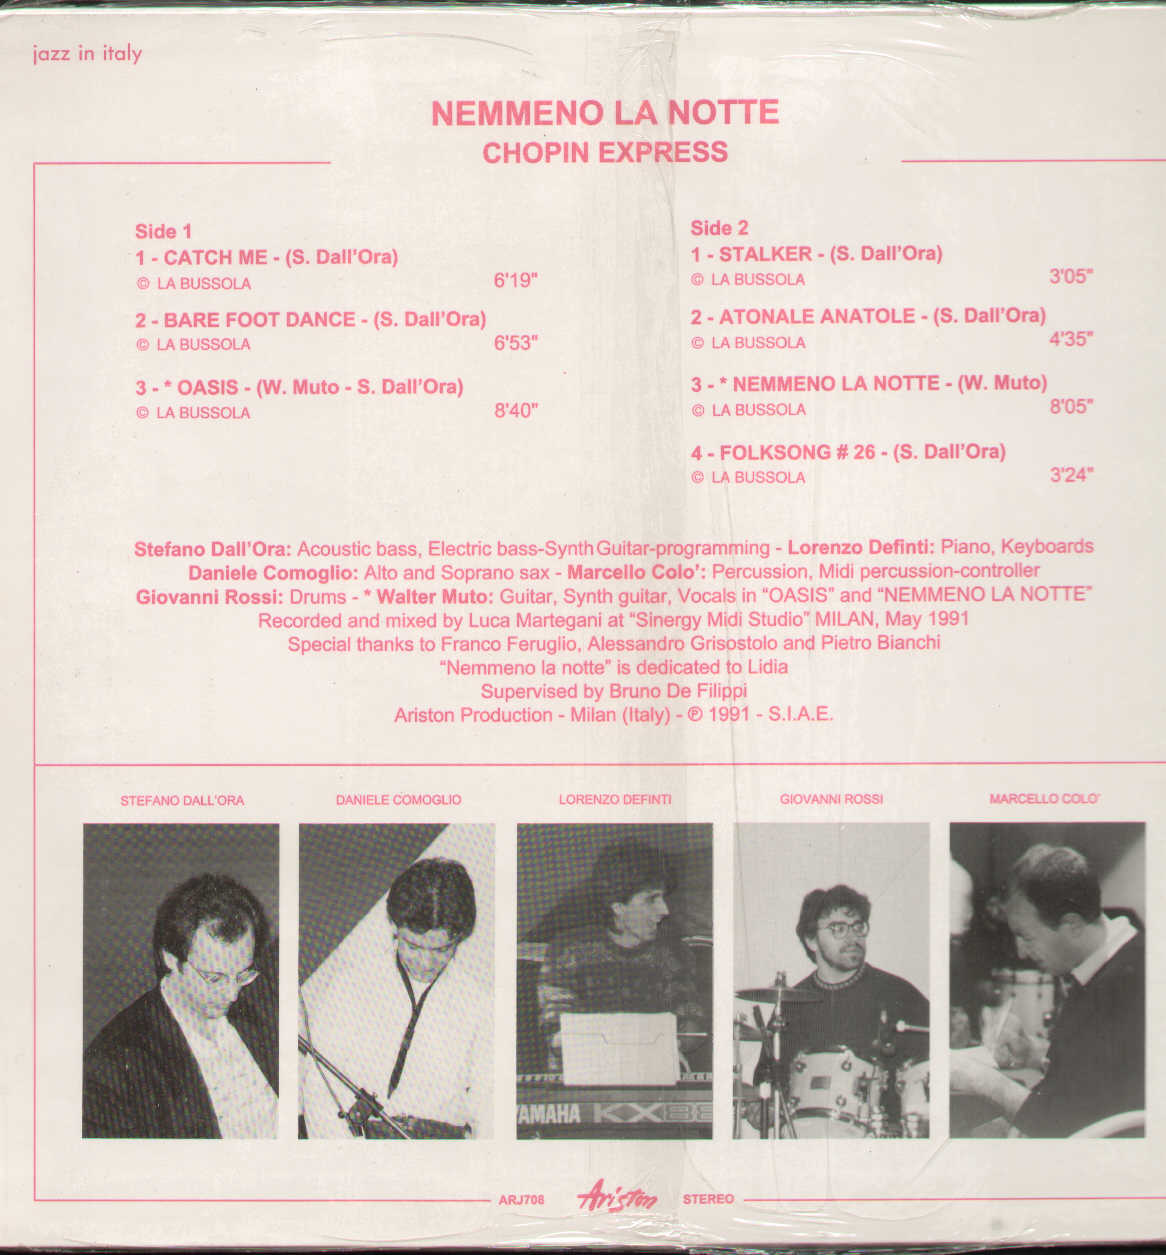 jazz in italy
NEMMENO LA NOTTE
CHOPIN EXPRESS
Side 1
1 - CATCH ME - (S. Dall'Ora)
© LA BUSSOLA 6'19"
2 - BARE FOOT DANCE - (S. Dall'Ora)
© LA BUSSOLA 6'53"
3 - * OASIS - (W. Muto - S. Dall'Ora)
© LA BUSSOLA 8'40"
Side 2
1 - STALKER - (S. Dall'Ora)
© LA BUSSOLA 3'05"
2 - ATONALE ANATOLE - (S. Dall'Ora)
© LA BUSSOLA 4'35"
3 - * NEMMENO LA NOTTE - (W. Muto)
© LA BUSSOLA 8'05"
4 - FOLKSONG # 26 - (S. Dall'Ora)
© LA BUSSOLA 3'24"
Stefano Dall'Ora: Acoustic bass, Electric bass-Synth Guitar-programming - Lorenzo Definti: Piano, Keyboards
Daniele Comoglio: Alto and Soprano sax - Marcello Colo': Percussion, Midi percussion-controller
Giovanni Rossi: Drums - * Walter Muto: Guitar, Synth guitar, Vocals in "OASIS" and "NEMMENO LA NOTTE"
Recorded and mixed by Luca Martegani at "Sinergy Midi Studio" MILAN, May 1991
Special thanks to Franco Feruglio, Alessandro Grisostolo and Pietro Bianchi
"Nemmeno la notte" is dedicated to Lidia
Supervised by Bruno De Filippi
Ariston Production - Milan (Italy) - ℗ 1991 - S.I.A.E.
STEFANO DALL'ORA
DANIELE COMOGLIO
LORENZO DEFINTI
GIOVANNI ROSSI
MARCELLO COLO'
YAMAHA KX88
ARJ708 Ariston STEREO